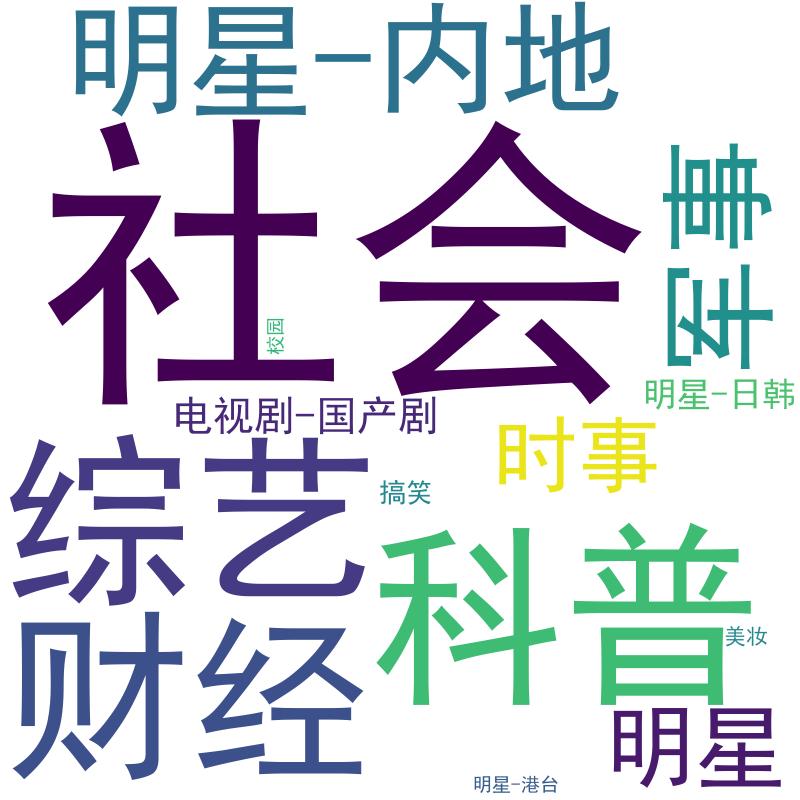 明星-内地
社会
军事
校园
明星-日韩
电视剧-国产剧
时事
综艺
搞笑
科普
财经
美妆
明星
明星-港台